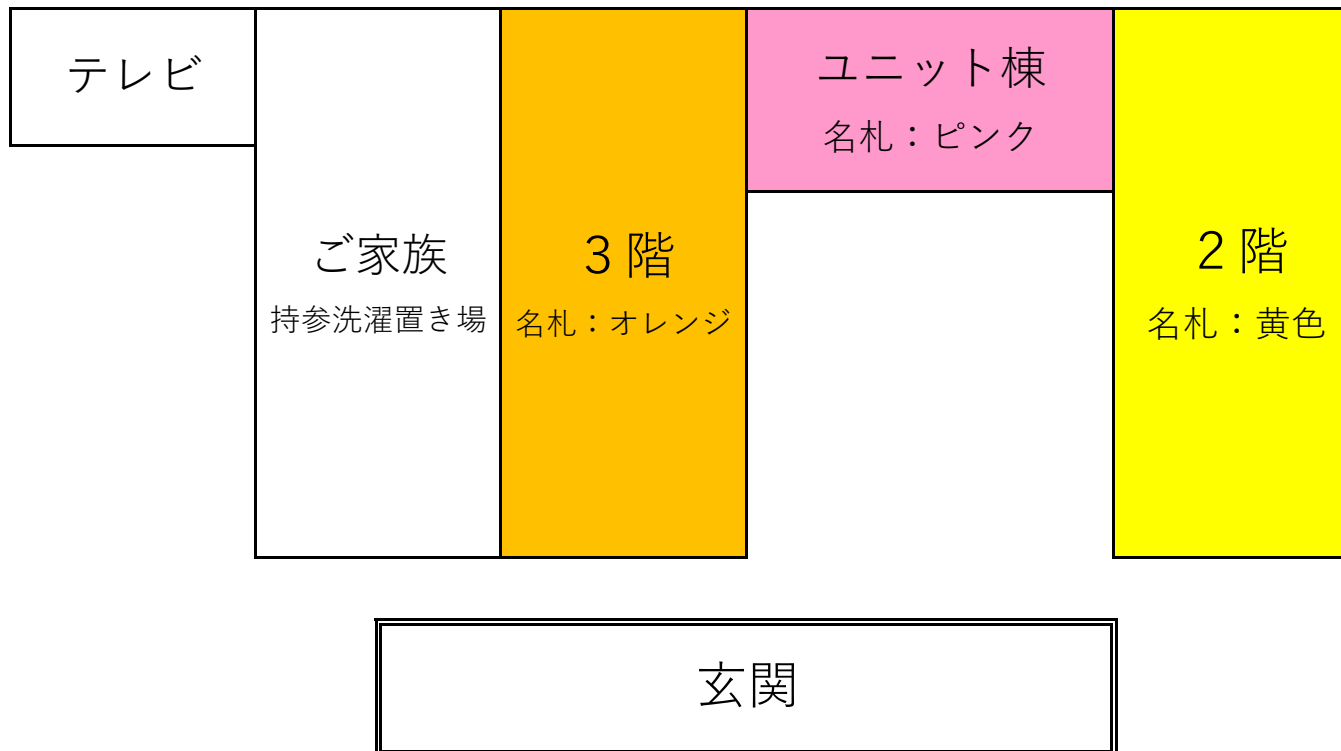 テレビ
ご家族
持参洗濯置き場
３階
名札：オレンジ
ユニット棟
名札：ピンク
２階
名札：黄色
玄関